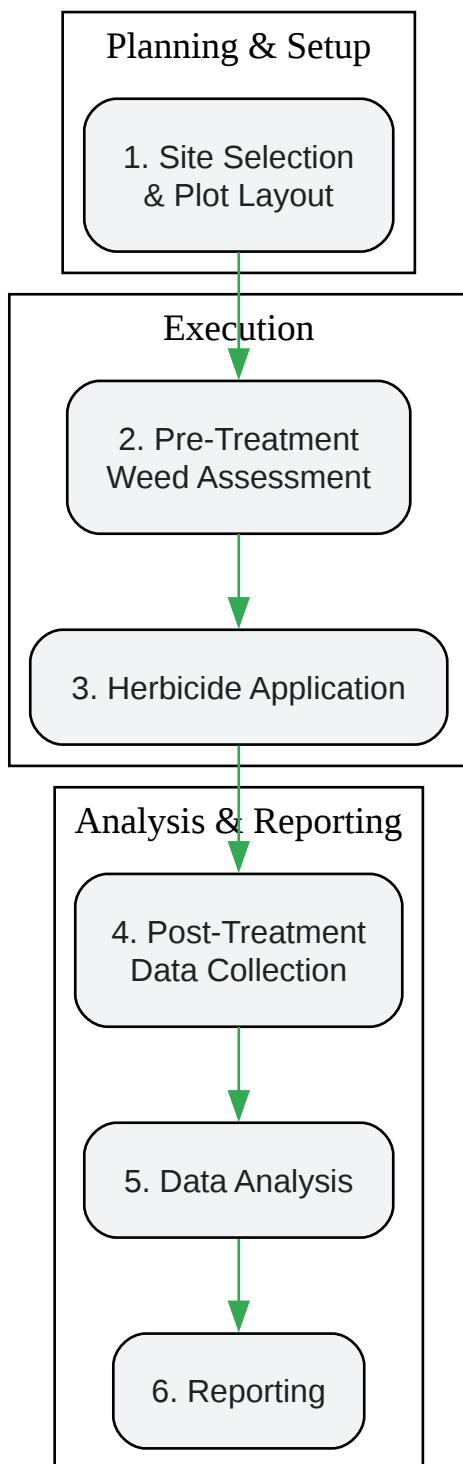 Planning & Setup
1. Site Selection
& Plot Layout
Execution
2. Pre-Treatment
Weed Assessment
3. Herbicide Application
Analysis & Reporting
4. Post-Treatment
Data Collection
5. Data Analysis
6. Reporting